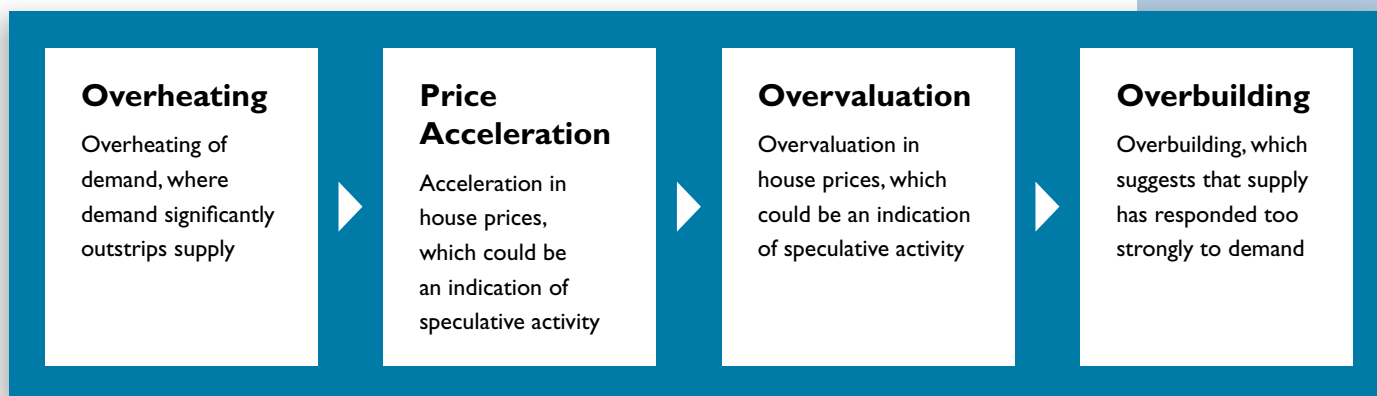 Overheating
Overheating of
demand, where
demand significantly
outstrips supply
Price
Acceleration
Acceleration in
house prices,
which could be
an indication of
speculative activity
Overvaluation
Overvaluation in
house prices, which
could be an indication
of speculative activity
Overbuilding
Overbuilding, which
suggests that supply
has responded too
strongly to demand